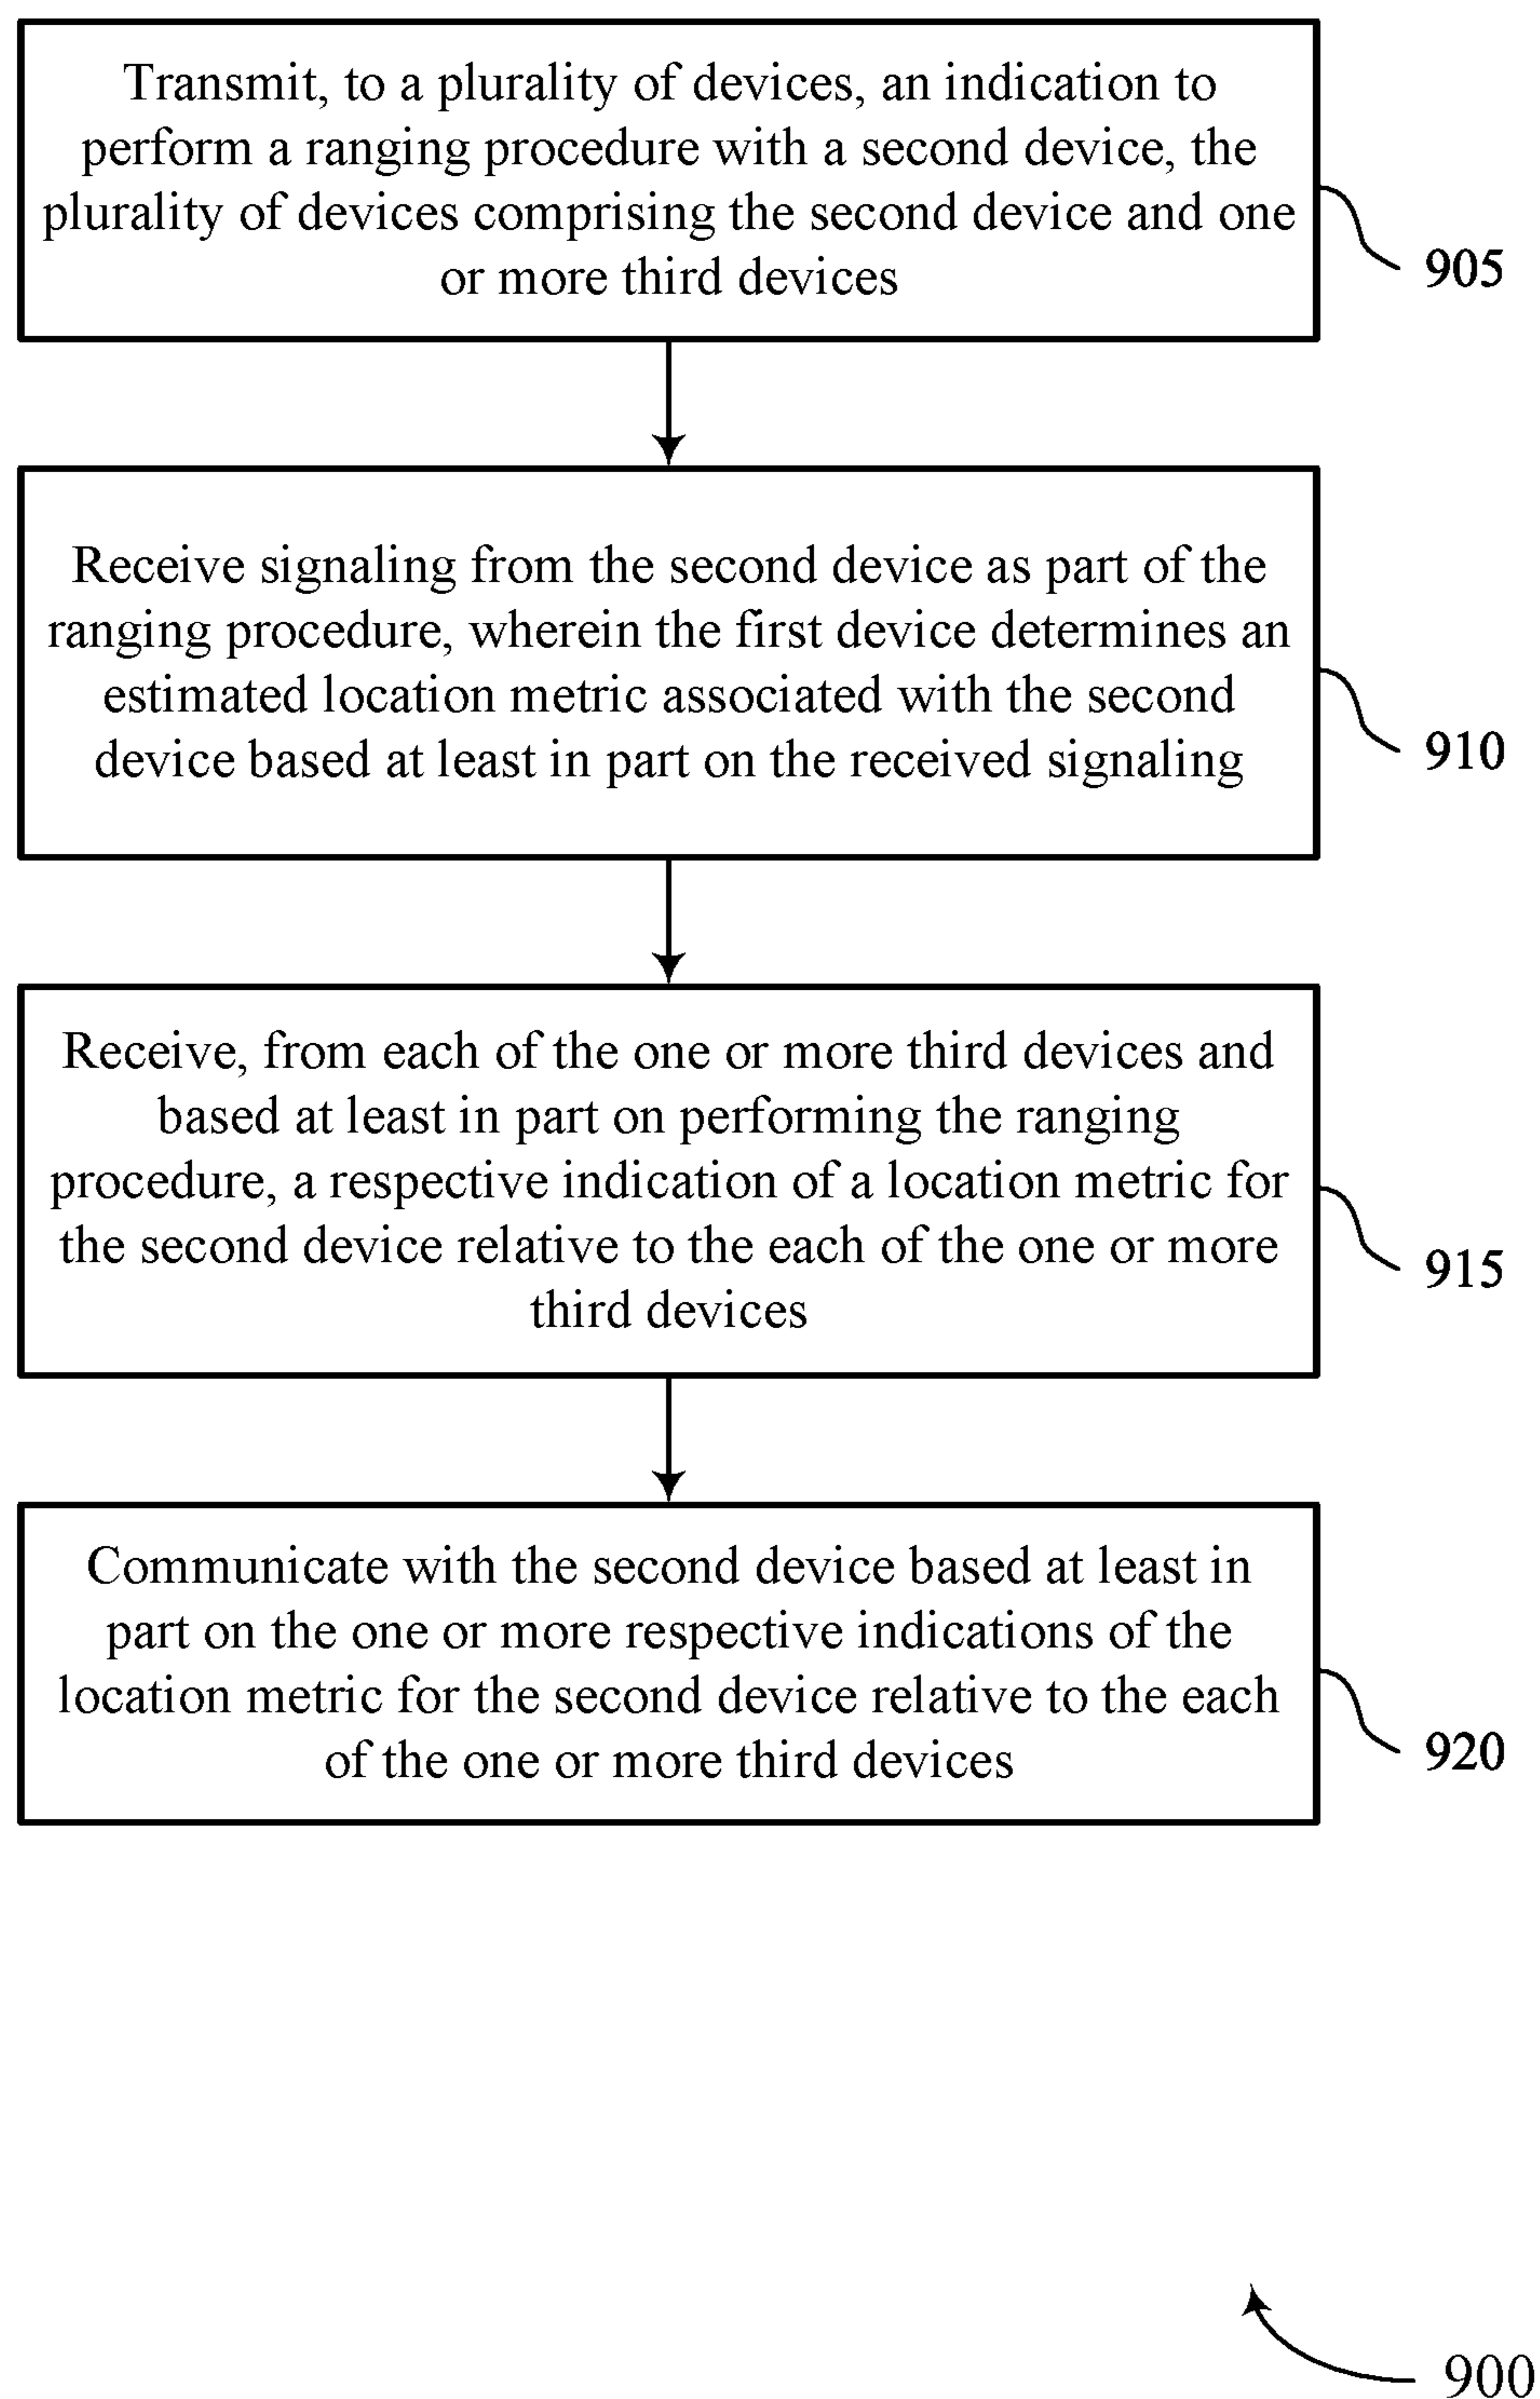 Transmit, to a plurality of devices, an indication to
perform a ranging procedure with a second device, the
plurality of devices comprising the second device and one
or more third devices
905
Receive signaling from the second device as part of the
ranging procedure, wherein the first device determines an
estimated location metric associated with the second
device based at least in part on the received signaling
910
Receive, from each of the one or more third devices and
based at least in part on performing the ranging
procedure, a respective indication of a location metric for
the second device relative to the each of the one or more
third devices
915
Communicate with the second device based at least in
part on the one or more respective indications of the
location metric for the second device relative to the each
of the one or more third devices
920
900